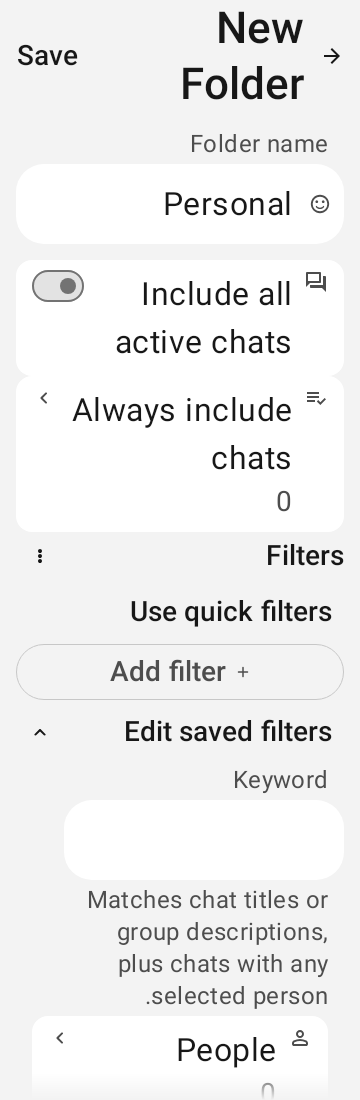 New
Folder
Save
Folder name
Personal
Include all
active chats
Always include
chats
0
Filters
Use quick filters
Add filter +
Edit saved filters
Keyword
Matches chat titles or
group descriptions,
plus chats with any
.selected person
People
0